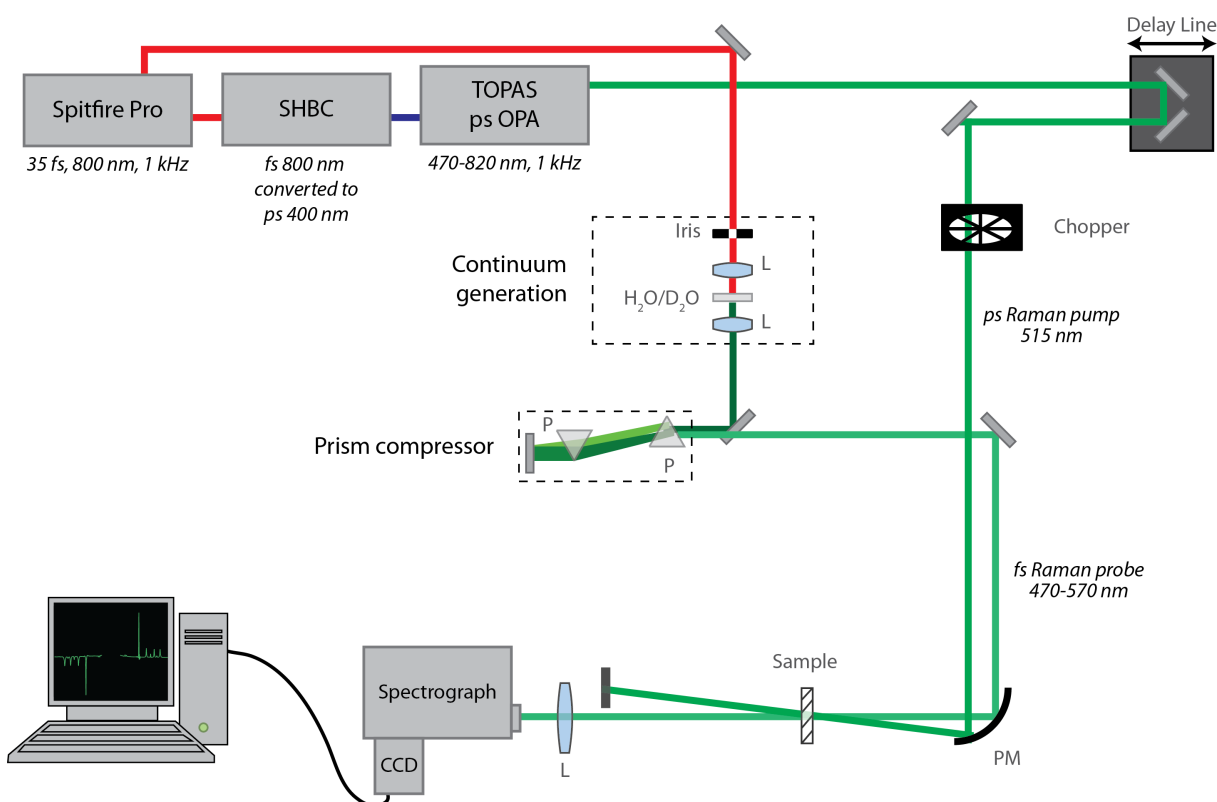 Delay Line
Spitfire Pro
SHBC
TOPAS
ps OPA
35 fs, 800 nm, 1 kHz
fs 800 nm
converted to
ps 400 nm
470-820 nm, 1 kHz
Chopper
Iris
L
Continuum
generation
H₂O/D₂O
L
ps Raman pump
515 nm
Prism compressor
P
P
fs Raman probe
470-570 nm
Sample
Spectrograph
CCD
L
PM